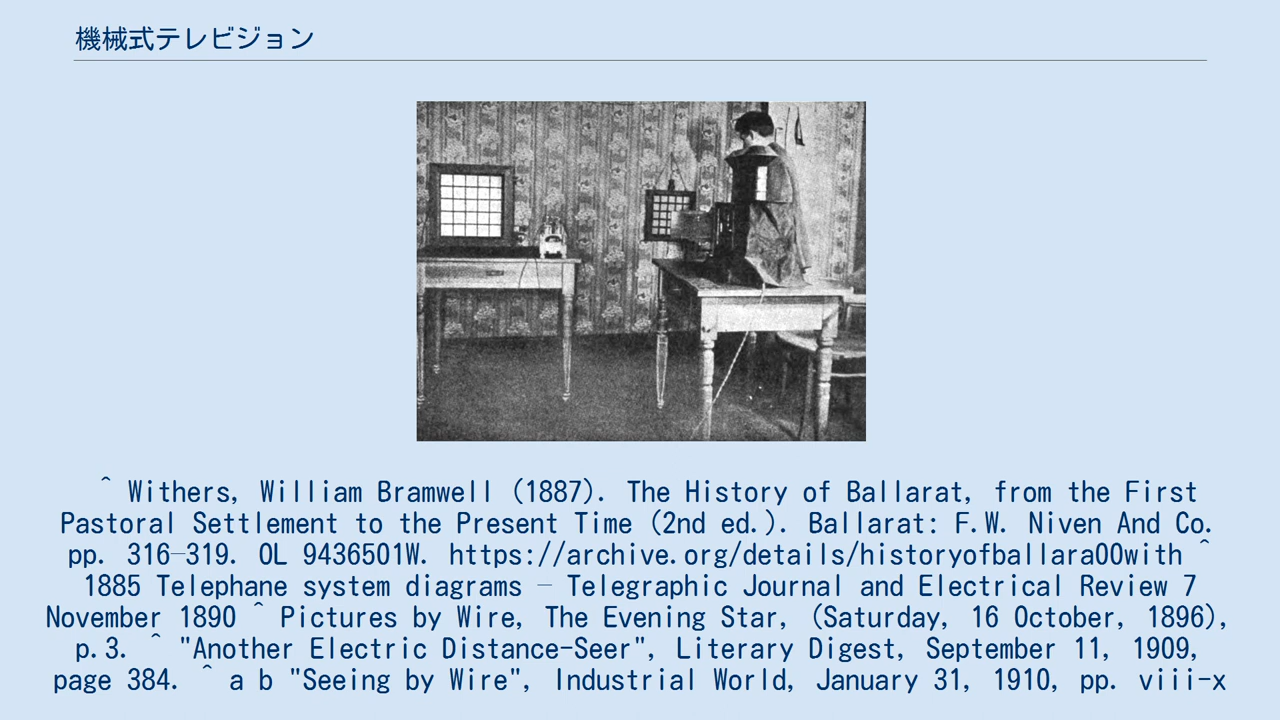 機械式テレビジョン
^ Withers, William Bramwell (1887). The History of Ballarat, from the First
Pastoral Settlement to the Present Time (2nd ed.). Ballarat: F.W. Niven And Co.
pp. 316–319. OL 9436501W. https://archive.org/details/historyofballara00with ^
1885 Telephane system diagrams – Telegraphic Journal and Electrical Review 7
November 1890 ^ Pictures by Wire, The Evening Star, (Saturday, 16 October, 1896),
p.3. ^ "Another Electric Distance-Seer", Literary Digest, September 11, 1909,
page 384. ^ a b "Seeing by Wire", Industrial World, January 31, 1910, pp. viii-x